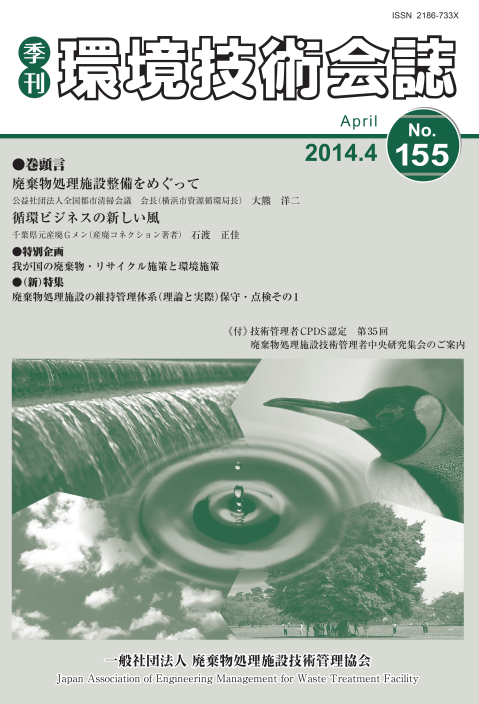 ISSN 2186-733X
季刊
環境技術会誌
April
2014.4
No.
155
●巻頭言
廃棄物処理施設整備をめぐって
公益社団法人全国都市清掃会議 会長(横浜市資源循環局長) 大熊 洋二
循環ビジネスの新しい風
千葉県元産廃Gメン(産廃コネクション著者) 石渡 正佳
●特別企画
我が国の廃棄物・リサイクル施策と環境施策
●(新)特集
廃棄物処理施設の維持管理体系(理論と実際)保守・点検その1
《付》技術管理者CPDS認定 第35回
廃棄物処理施設技術管理者中央研究集会のご案内
一般社団法人 廃棄物処理施設技術管理協会
Japan Association of Engineering Management for Waste Treatment Facility